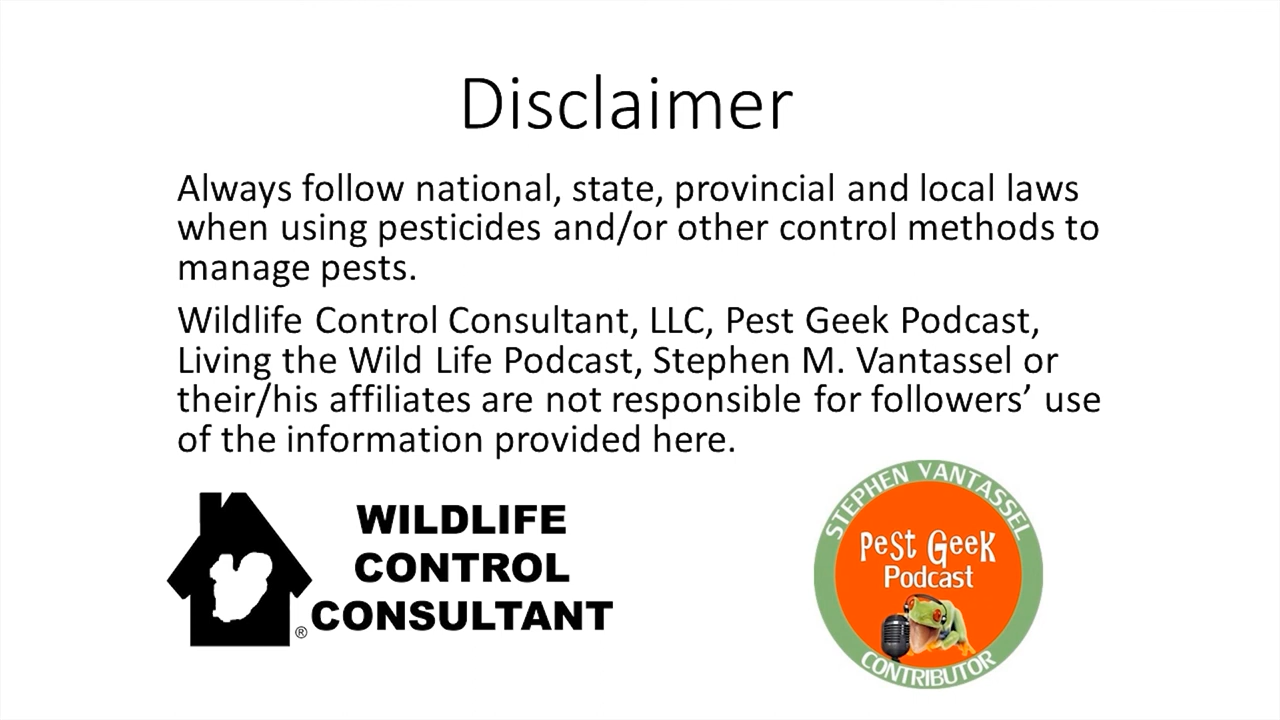 Disclaimer
Always follow national, state, provincial and local laws
when using pesticides and/or other control methods to
manage pests.
Wildlife Control Consultant, LLC, Pest Geek Podcast,
Living the Wild Life Podcast, Stephen M. Vantassel or
their/his affiliates are not responsible for followers’ use
of the information provided here.
WILDLIFE
CONTROL
CONSULTANT
®
STEPHEN VANTASSEL
PeSt GeeK
Podcast
CONTRIBUTOR